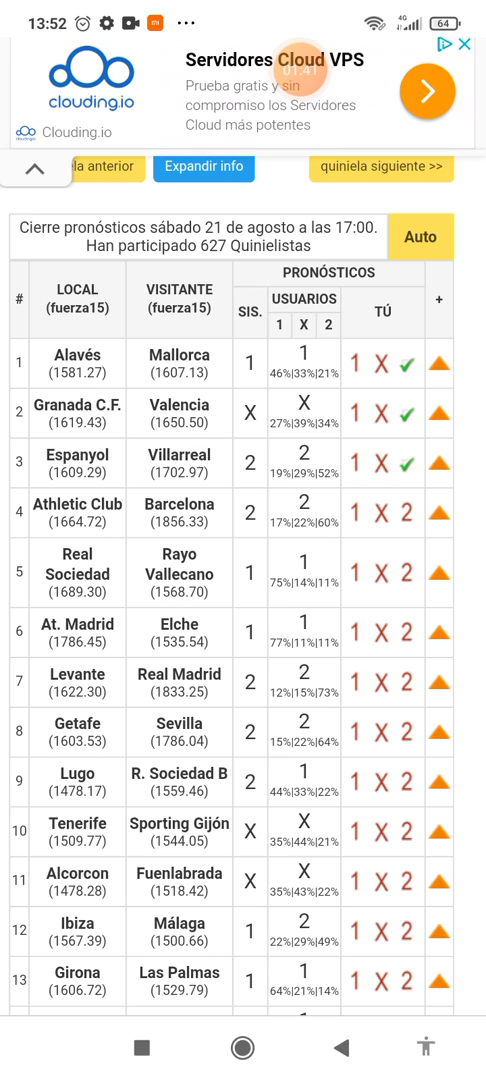 13:52 mi ... 4G 64
Servidores Cloud VPS
01:41
Prueba gratis y sin
compromiso los Servidores
Cloud más potentes
clouding.io
Clouding.io
ela anterior Expandir info quiniela siguiente >>
Cierre pronósticos sábado 21 de agosto a las 17:00.
Han participado 627 Quinielistas
Auto
# LOCAL (fuerza15) VISITANTE (fuerza15) PRONÓSTICOS +
SIS. USUARIOS TÚ
1 X 2
1 Alavés (1581.27) Mallorca (1607.13) 1 1 46%|33%|21% 1 X ✓
2 Granada C.F. (1619.43) Valencia (1650.50) X X 27%|39%|34% 1 X ✓
3 Espanyol (1609.29) Villarreal (1702.97) 2 2 19%|29%|52% 1 X ✓
4 Athletic Club (1664.72) Barcelona (1856.33) 2 2 17%|22%|60% 1 X 2
5 Real Sociedad (1689.30) Rayo Vallecano (1568.70) 1 1 75%|14%|11% 1 X 2
6 At. Madrid (1786.45) Elche (1535.54) 1 1 77%|11%|11% 1 X 2
7 Levante (1622.30) Real Madrid (1833.25) 2 2 12%|15%|73% 1 X 2
8 Getafe (1603.53) Sevilla (1786.04) 2 2 15%|22%|64% 1 X 2
9 Lugo (1478.17) R. Sociedad B (1559.46) 2 1 44%|33%|22% 1 X 2
10 Tenerife (1509.77) Sporting Gijón (1544.05) X X 35%|44%|21% 1 X 2
11 Alcorcon (1478.28) Fuenlabrada (1518.42) X X 35%|43%|22% 1 X 2
12 Ibiza (1567.39) Málaga (1500.66) 1 2 22%|29%|49% 1 X 2
13 Girona (1606.72) Las Palmas (1529.79) 1 1 64%|21%|14% 1 X 2